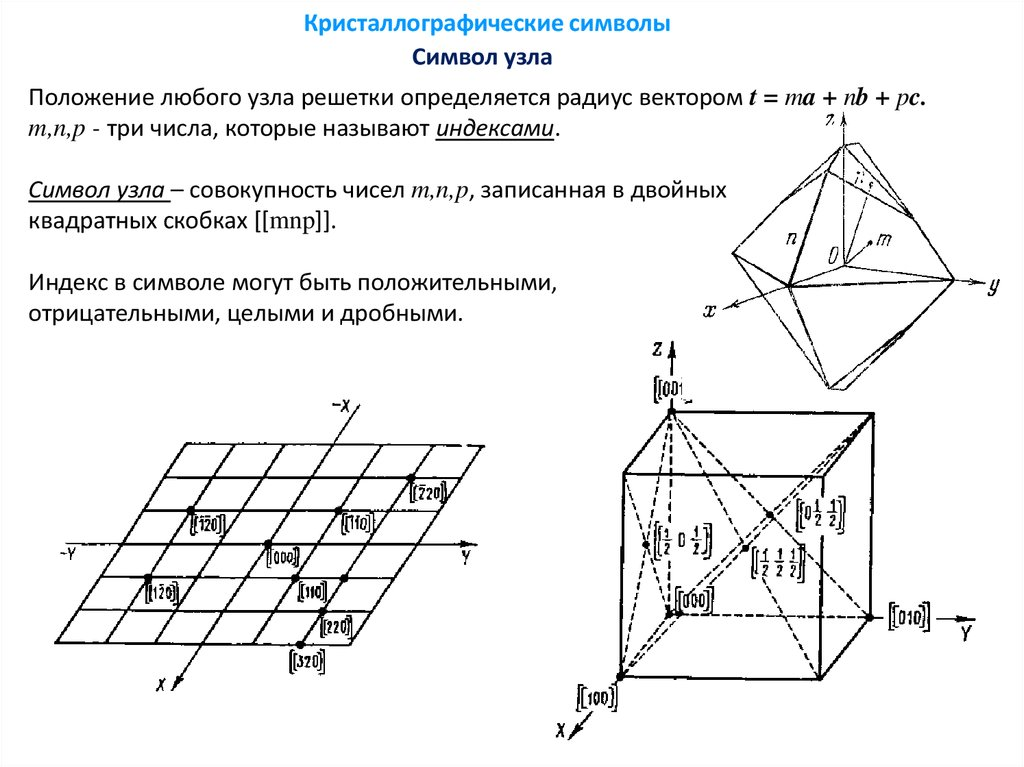 Кристаллографические символы
Символ узла
Положение любого узла решетки определяется радиус вектором t = ma + nb + pc.
m,n,p - три числа, которые называют индексами.
Символ узла – совокупность чисел m,n,p, записанная в двойных
квадратных скобках [[mnp]].
Индекс в символе могут быть положительными,
отрицательными, целыми и дробными.
z
n
O
m
y
x
Z
[[001
[[0 1/2 1/2]]
[[1/2 0 1/2]]
[[1/2 1/2 1/2]]
[[000]]
[[010]]
Y
[[100]]
X
-X
[[2̄20]]
[[1̄2̄0]]
[[1̄10]]
-Y
[[000]]
Y
[[12̄0]]
[[110]]
[[220]]
[[320]]
X